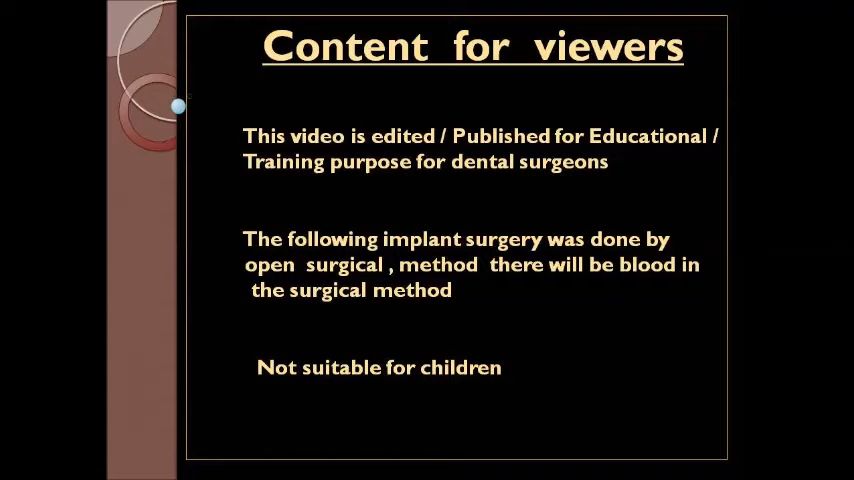 Content for viewers
This video is edited / Published for Educational /
Training purpose for dental surgeons
The following implant surgery was done by
open surgical , method there will be blood in
the surgical method
Not suitable for children